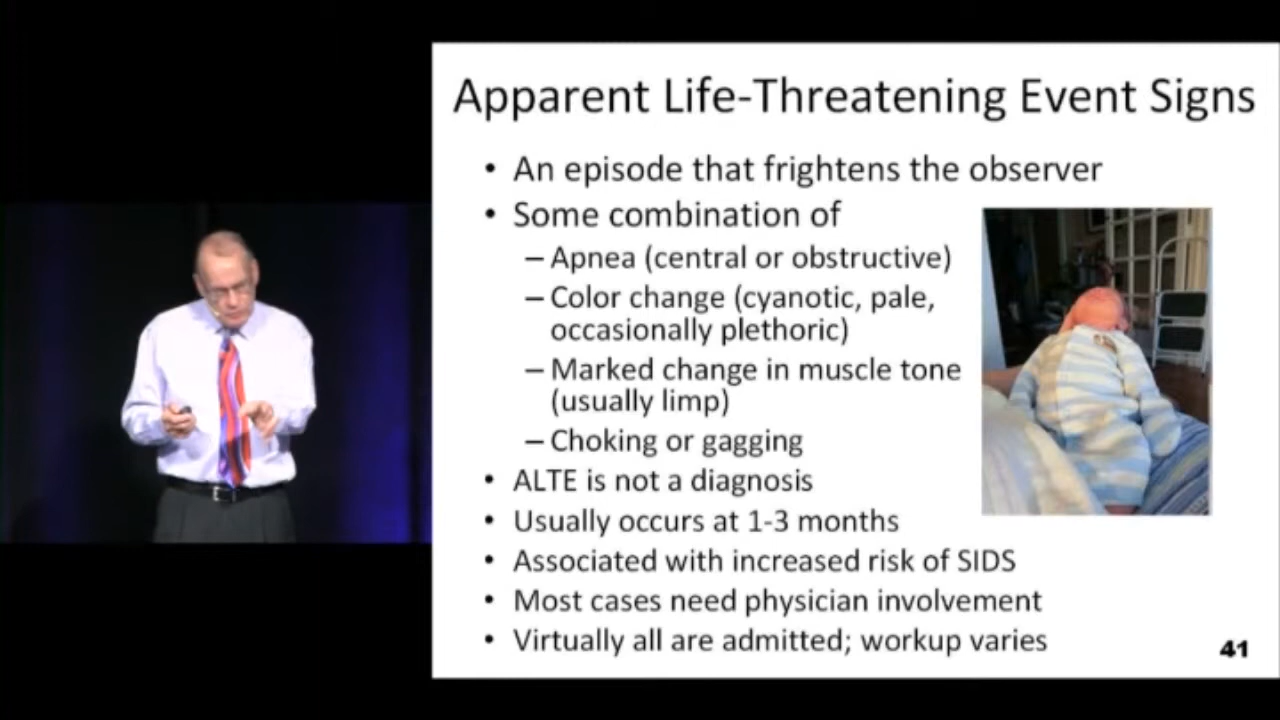 Apparent Life-Threatening Event Signs
• An episode that frightens the observer
• Some combination of
– Apnea (central or obstructive)
– Color change (cyanotic, pale,
occasionally plethoric)
– Marked change in muscle tone
(usually limp)
– Choking or gagging
• ALTE is not a diagnosis
• Usually occurs at 1-3 months
• Associated with increased risk of SIDS
• Most cases need physician involvement
• Virtually all are admitted; workup varies
41